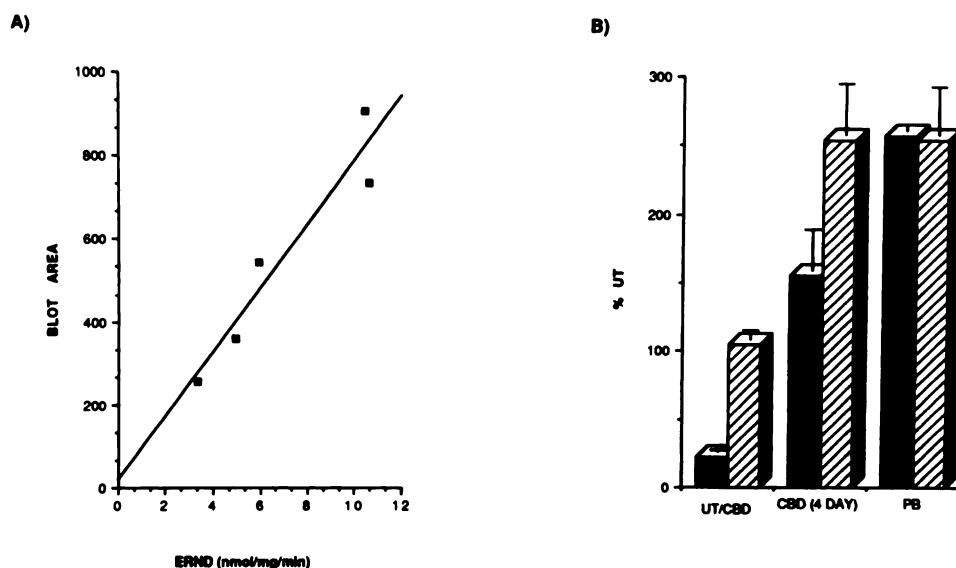 A)
1000
800
600
400
200
0
BLOT AREA
0 2 4 6 8 10 12
ERND (nmol/mg/min)
B)
300
200
100
0
% UT
UT/CBD CBD (4 DAY) PB